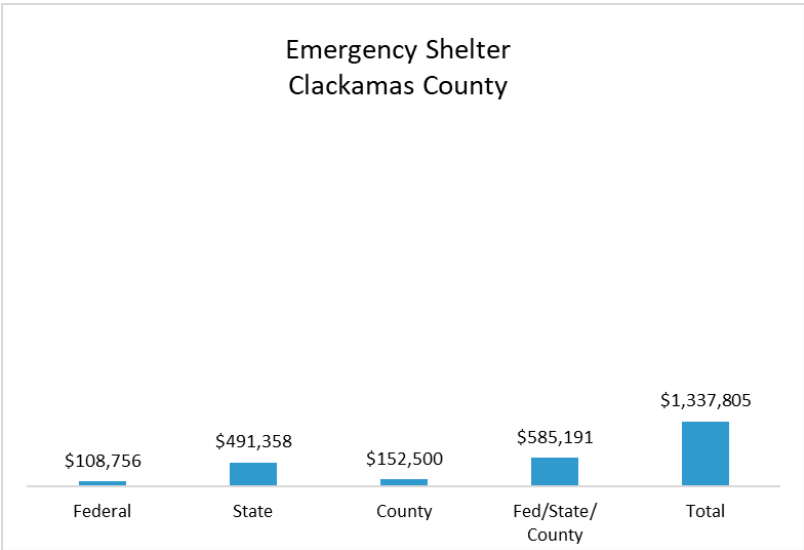 Emergency Shelter
Clackamas County
$1,337,805
$585,191
$491,358
$152,500
$108,756
Federal
State
County
Fed/State/
County
Total